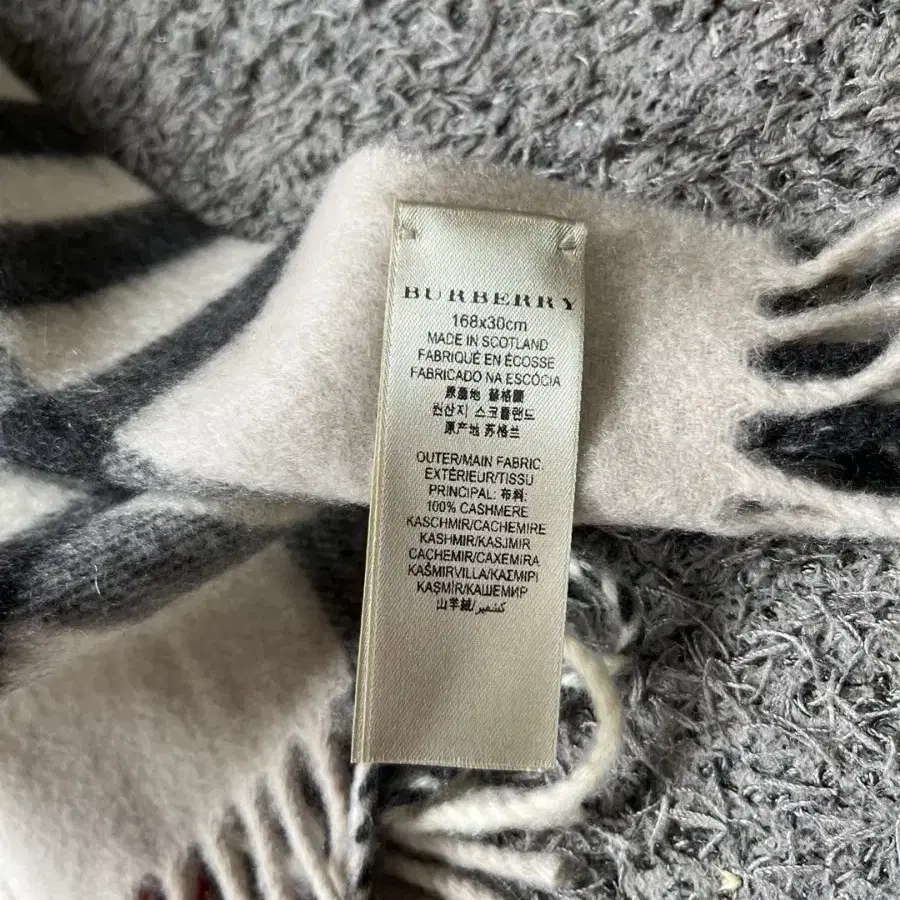 BURBERRY
168x30cm
MADE IN SCOTLAND
FABRIQUÉ EN ÉCOSSE
FABRICADO NA ESCÓCIA
原產地 蘇格蘭
원산지 스코틀랜드
原产地 苏格兰
OUTER/MAIN FABRIC.
EXTÉRIEUR/TISSU
PRINCIPAL: 布料:
100% CASHMERE
KASCHMIR/CACHEMIRE
KASHMIR/KASJMIR
CACHEMIR/CAXEMIRA
KAŠMIRVILLA/ΚΑΣΜΙΡΙ
KAŞMİR/КАШЕМИР
山羊絨/كشمير